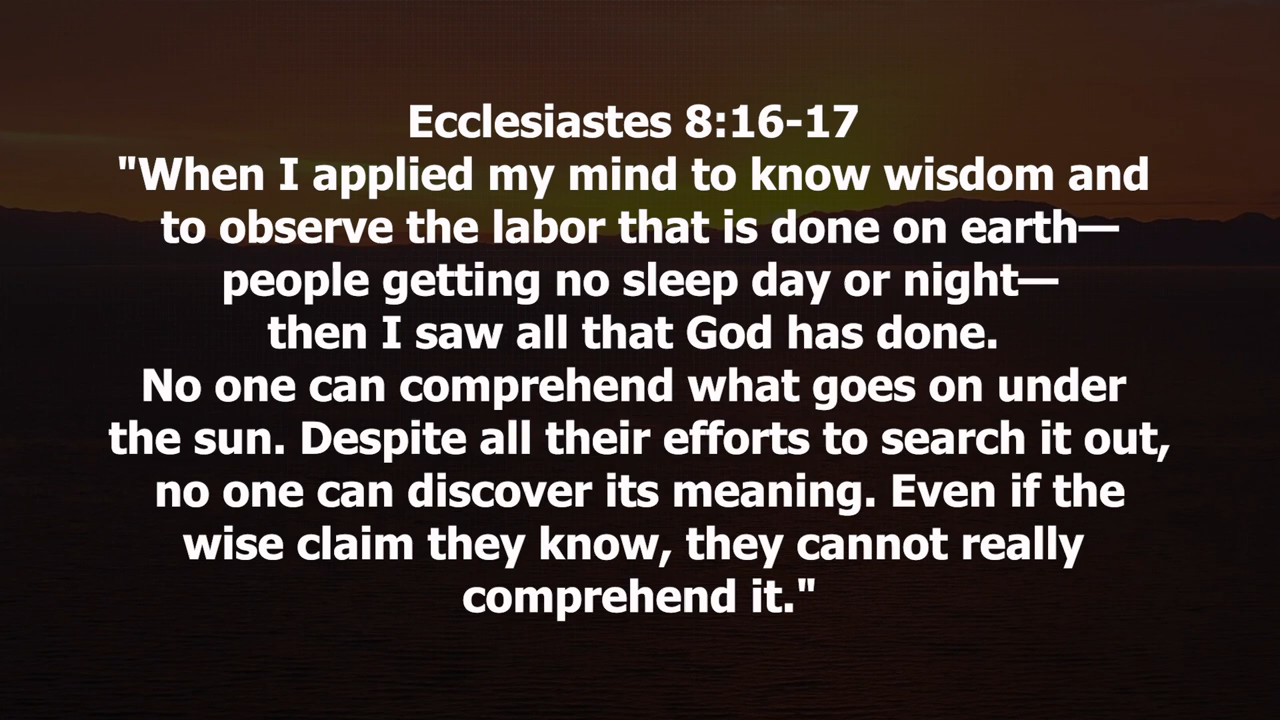 Ecclesiastes 8:16-17
"When I applied my mind to know wisdom and
to observe the labor that is done on earth—
people getting no sleep day or night—
then I saw all that God has done.
No one can comprehend what goes on under
the sun. Despite all their efforts to search it out,
no one can discover its meaning. Even if the
wise claim they know, they cannot really
comprehend it."